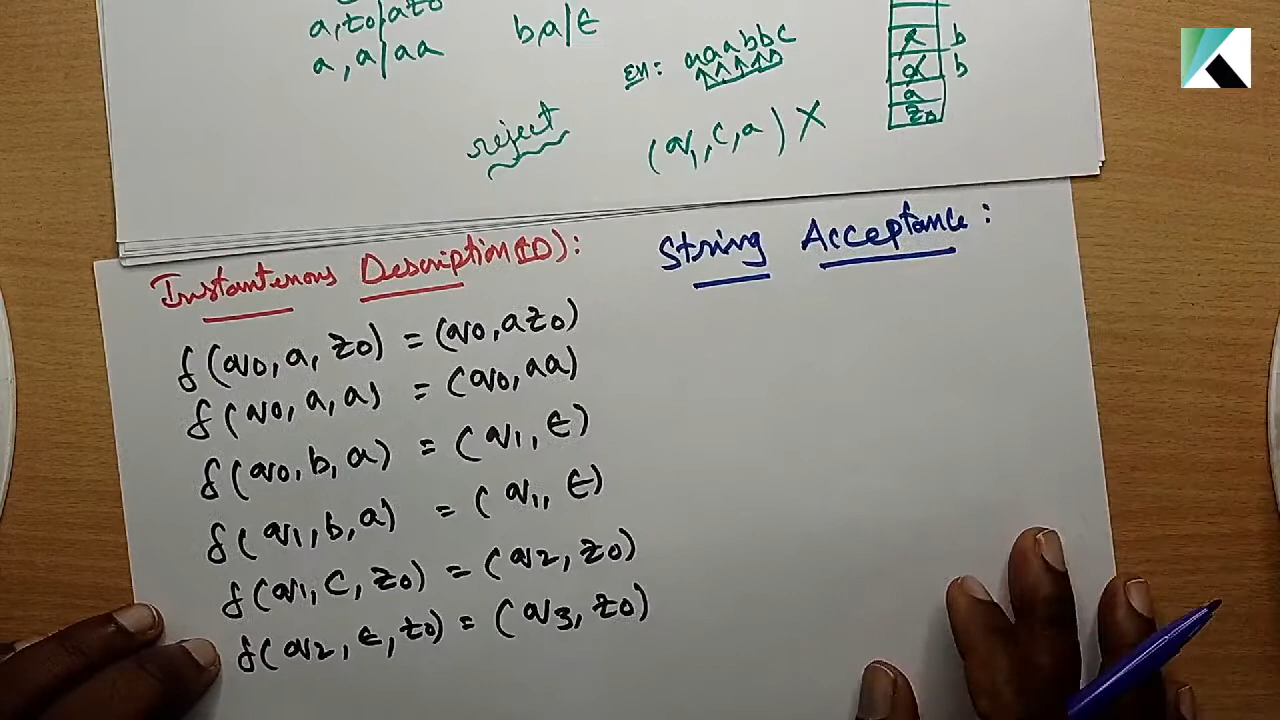 a,z0/az0
a,a/aa
b,a/ε
Ex: aaabbc
a b
a b
a
z0
reject
(q1,c,a) X
Instantenous Description(ID):
δ(q0,a,z0) = (q0,az0)
δ(q0,a,a) = (q0,aa)
δ(q0,b,a) = (q1,ε)
δ(q1,b,a) = (q1,ε)
δ(q1,c,z0) = (q2,z0)
δ(q2,ε,z0) = (q3,z0)
String Acceptance: